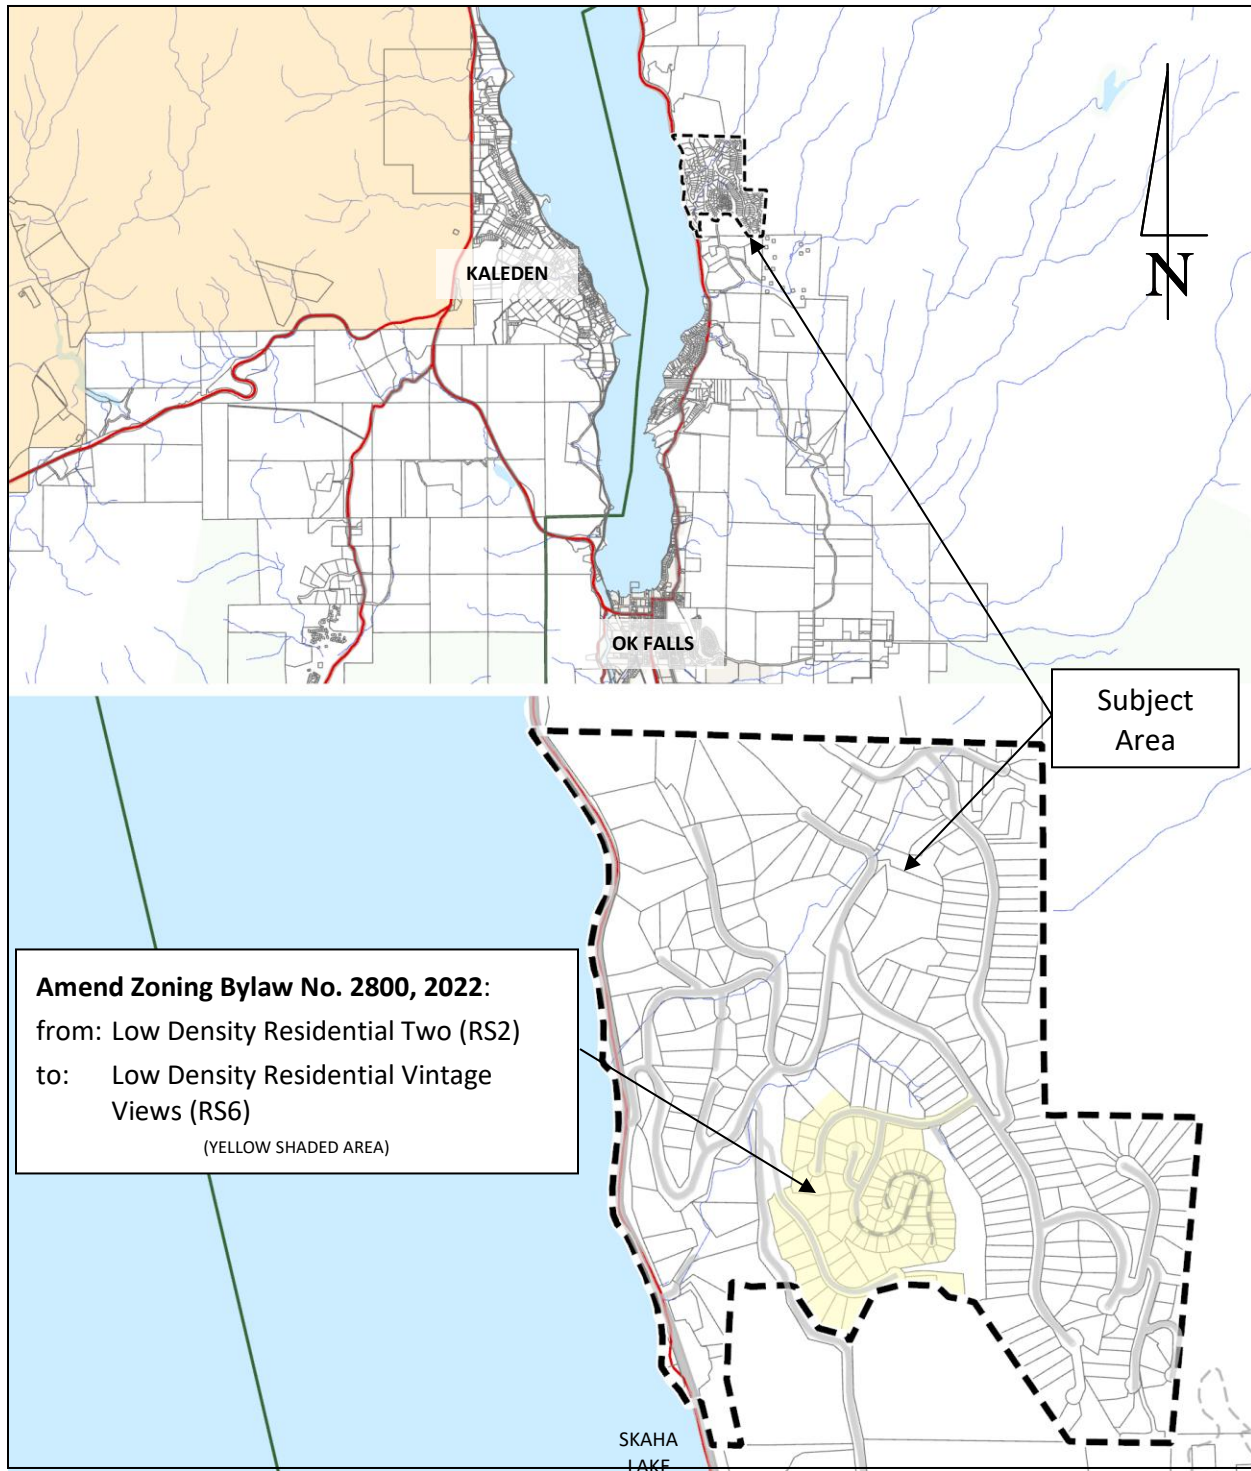 KALEDEN
N
OK FALLS
Subject
Area
Amend Zoning Bylaw No. 2800, 2022:
from: Low Density Residential Two (RS2)
to: Low Density Residential Vintage
Views (RS6)
(YELLOW SHADED AREA)
SKAHA
LAKE